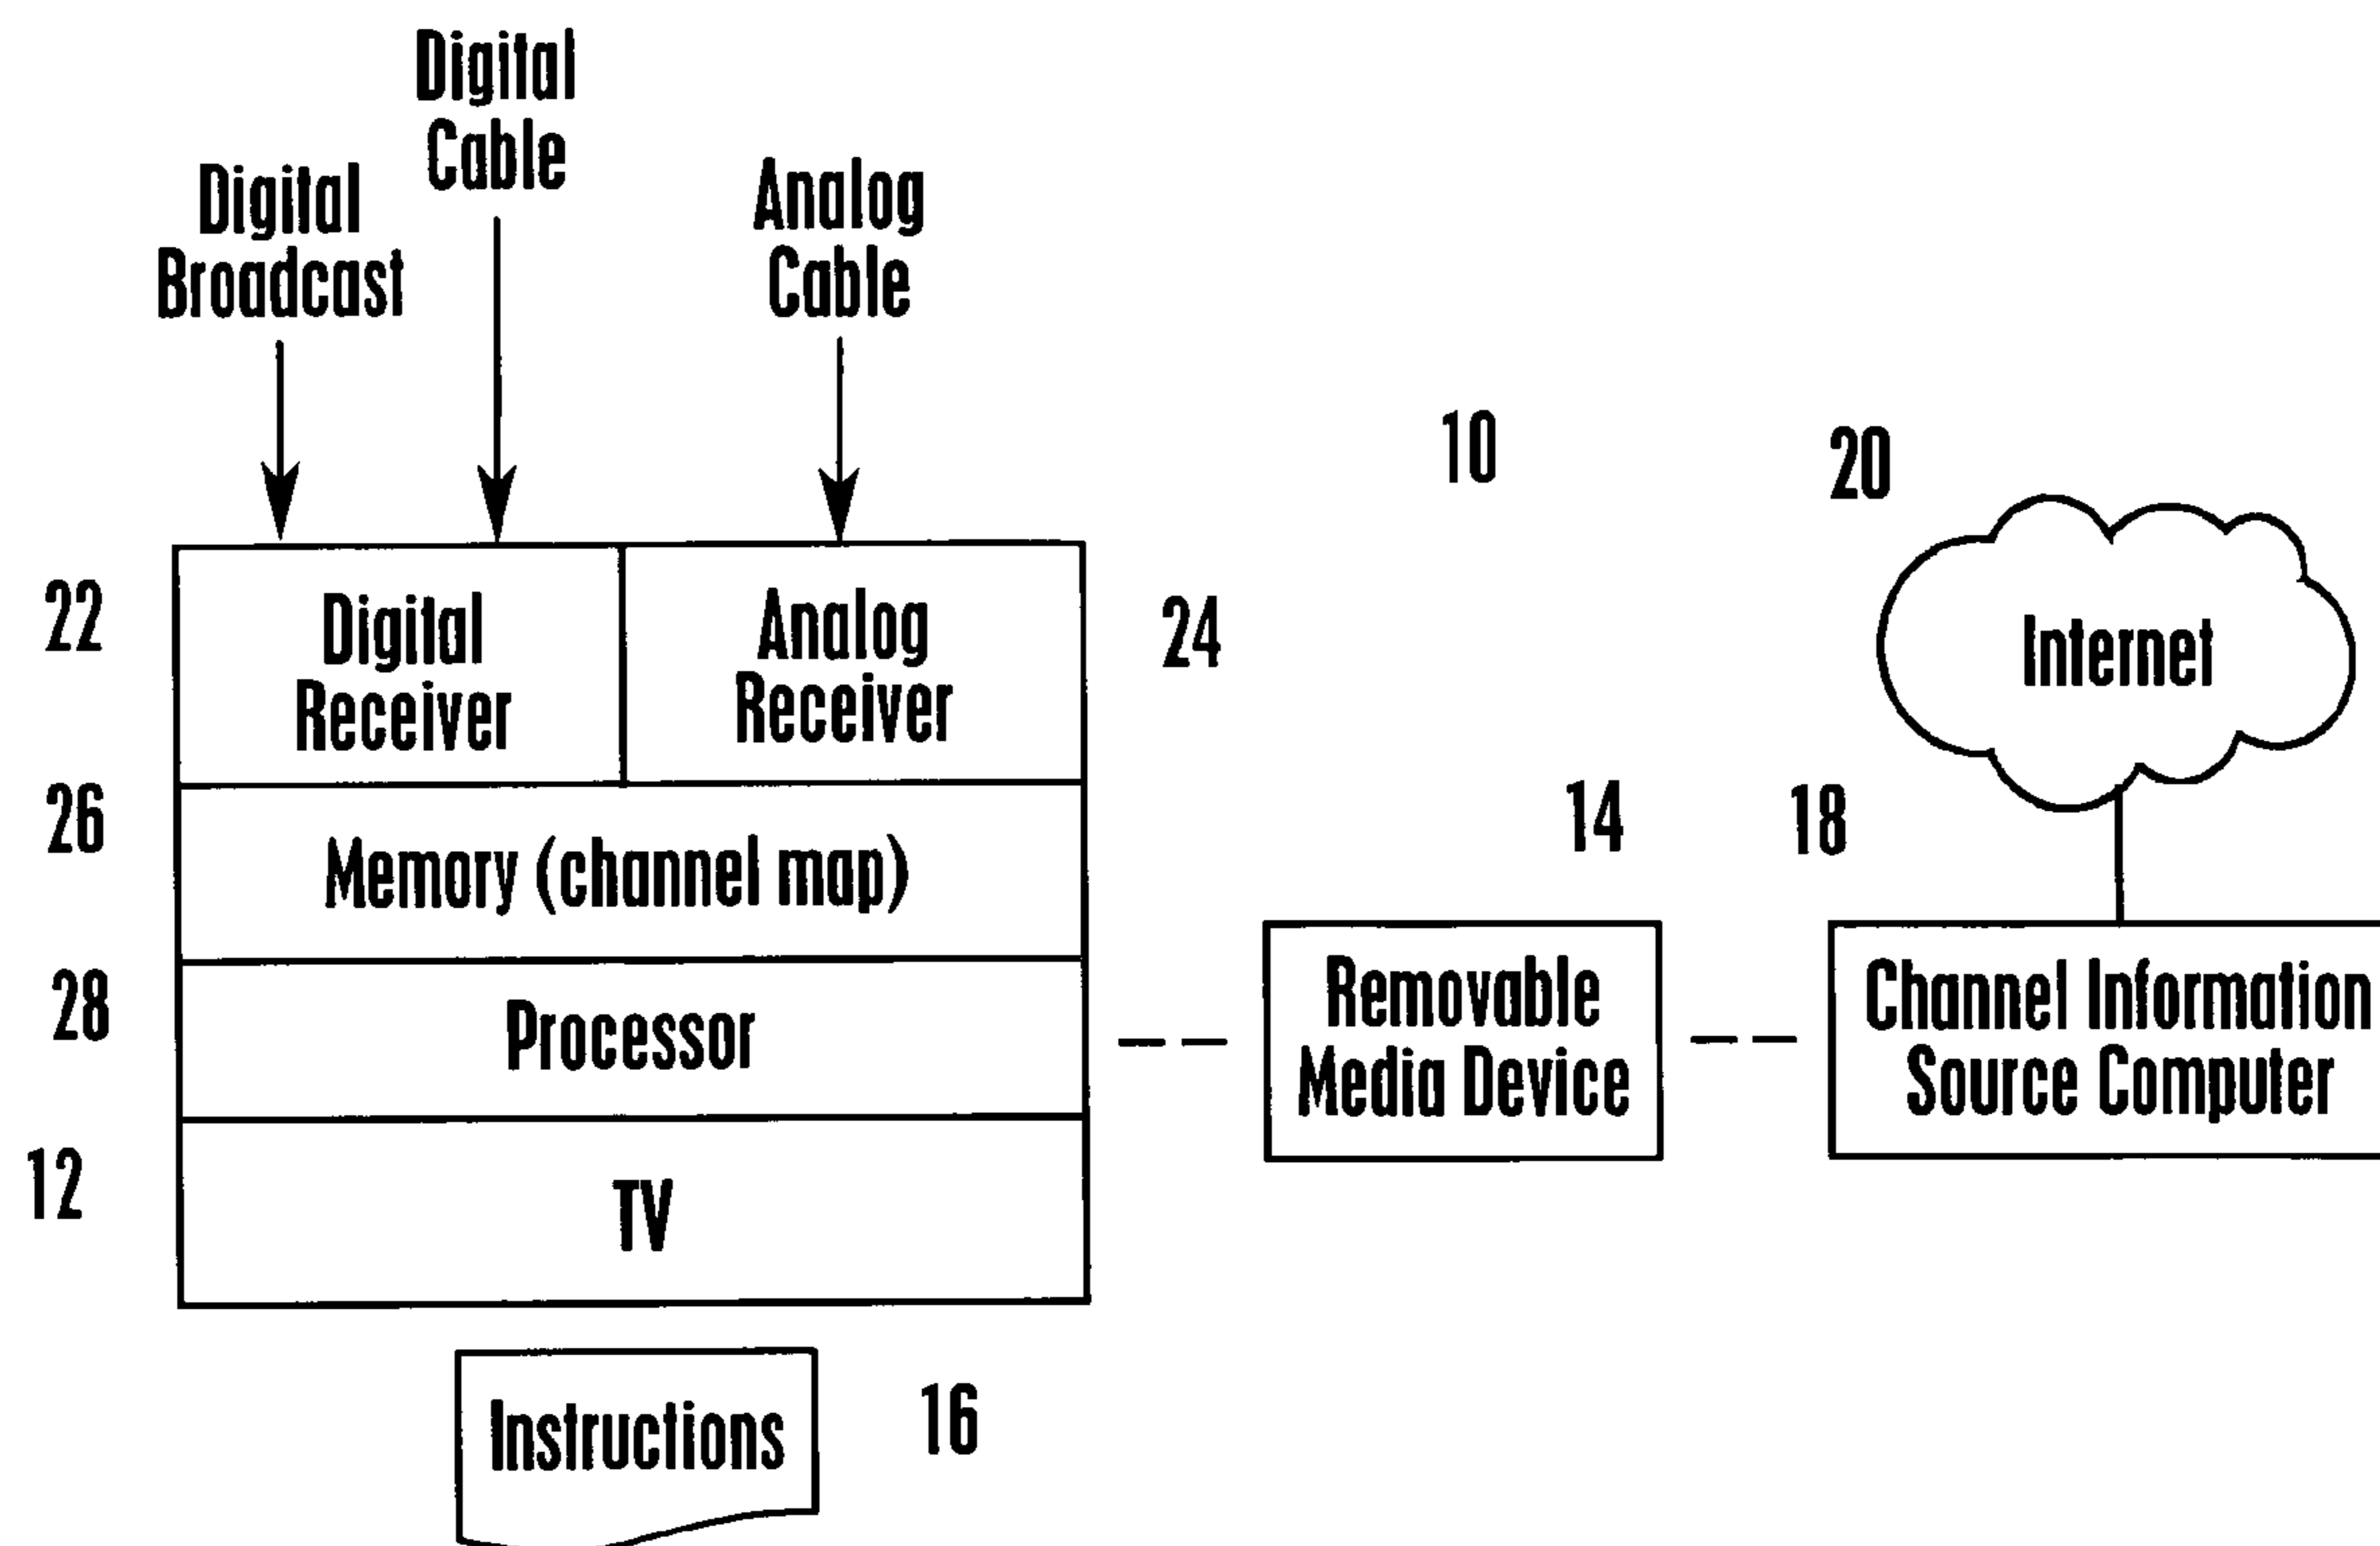 Digital
Cable
Digital
Broadcast
Analog
Cable
10
20
22
Digital
Receiver
Analog
Receiver
24
Internet
26
Memory (channel map)
14
18
28
Processor
Removable
Media Device
Channel Information
Source Computer
12
TV
Instructions
16